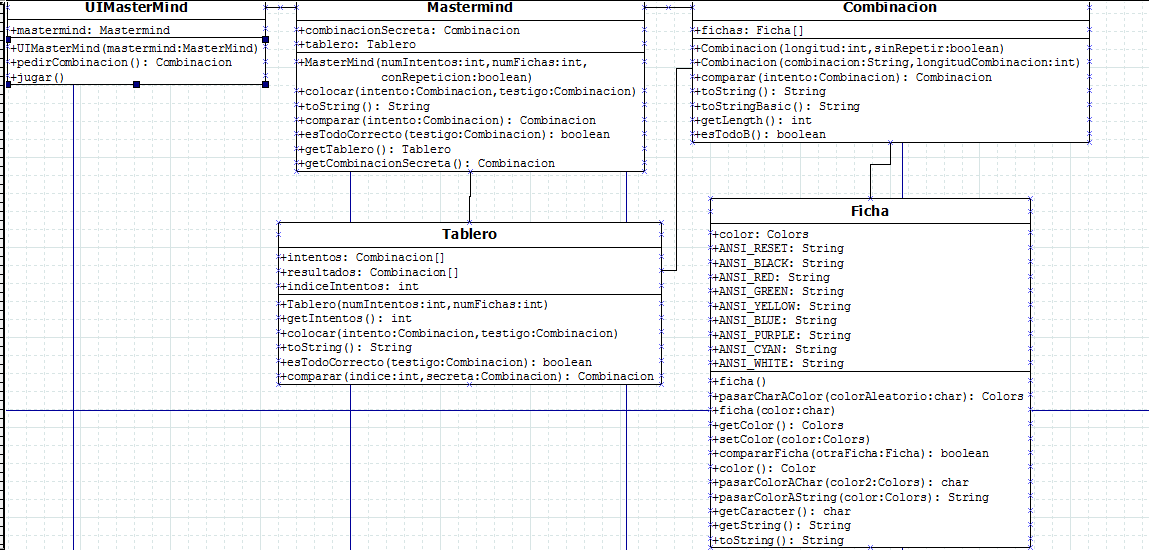 UIMasterMind
+mastermind: Mastermind
+UIMasterMind(mastermind:MasterMind)
+pedirCombinacion(): Combinacion
+jugar()
Mastermind
+combinacionSecreta: Combinacion
+tablero: Tablero
+MasterMind(numIntentos:int,numFichas:int,
conRepeticion:boolean)
+colocar(intento:Combinacion,testigo:Combinacion)
+toString(): String
+comparar(intento:Combinacion): Combinacion
+esTodoCorrecto(testigo:Combinacion): boolean
+getTablero(): Tablero
+getCombinacionSecreta(): Combinacion
Combinacion
+fichas: Ficha[]
+Combinacion(longitud:int,sinRepetir:boolean)
+Combinacion(combinacion:String,longitudCombinacion:int)
+comparar(intento:Combinacion): Combinacion
+toString(): String
+toStringBasic(): String
+getLength(): int
+esTodoB(): boolean
Tablero
+intentos: Combinacion[]
+resultados: Combinacion[]
+indiceIntentos: int
+Tablero(numIntentos:int,numFichas:int)
+getIntentos(): int
+colocar(intento:Combinacion,testigo:Combinacion)
+toString(): String
+esTodoCorrecto(testigo:Combinacion): boolean
+comparar(indice:int,secreta:Combinacion): Combinacion
Ficha
+color: Colors
+ANSI_RESET: String
+ANSI_BLACK: String
+ANSI_RED: String
+ANSI_GREEN: String
+ANSI_YELLOW: String
+ANSI_BLUE: String
+ANSI_PURPLE: String
+ANSI_CYAN: String
+ANSI_WHITE: String
+ficha()
+pasarCharAColor(colorAleatorio:char): Colors
+ficha(color:char)
+getColor(): Colors
+setColor(color:Colors)
+compararFicha(otraFicha:Ficha): boolean
+color(): Color
+pasarColorAChar(color2:Colors): char
+pasarColorAString(color:Colors): String
+getCaracter(): char
+getString(): String
+toString(): String